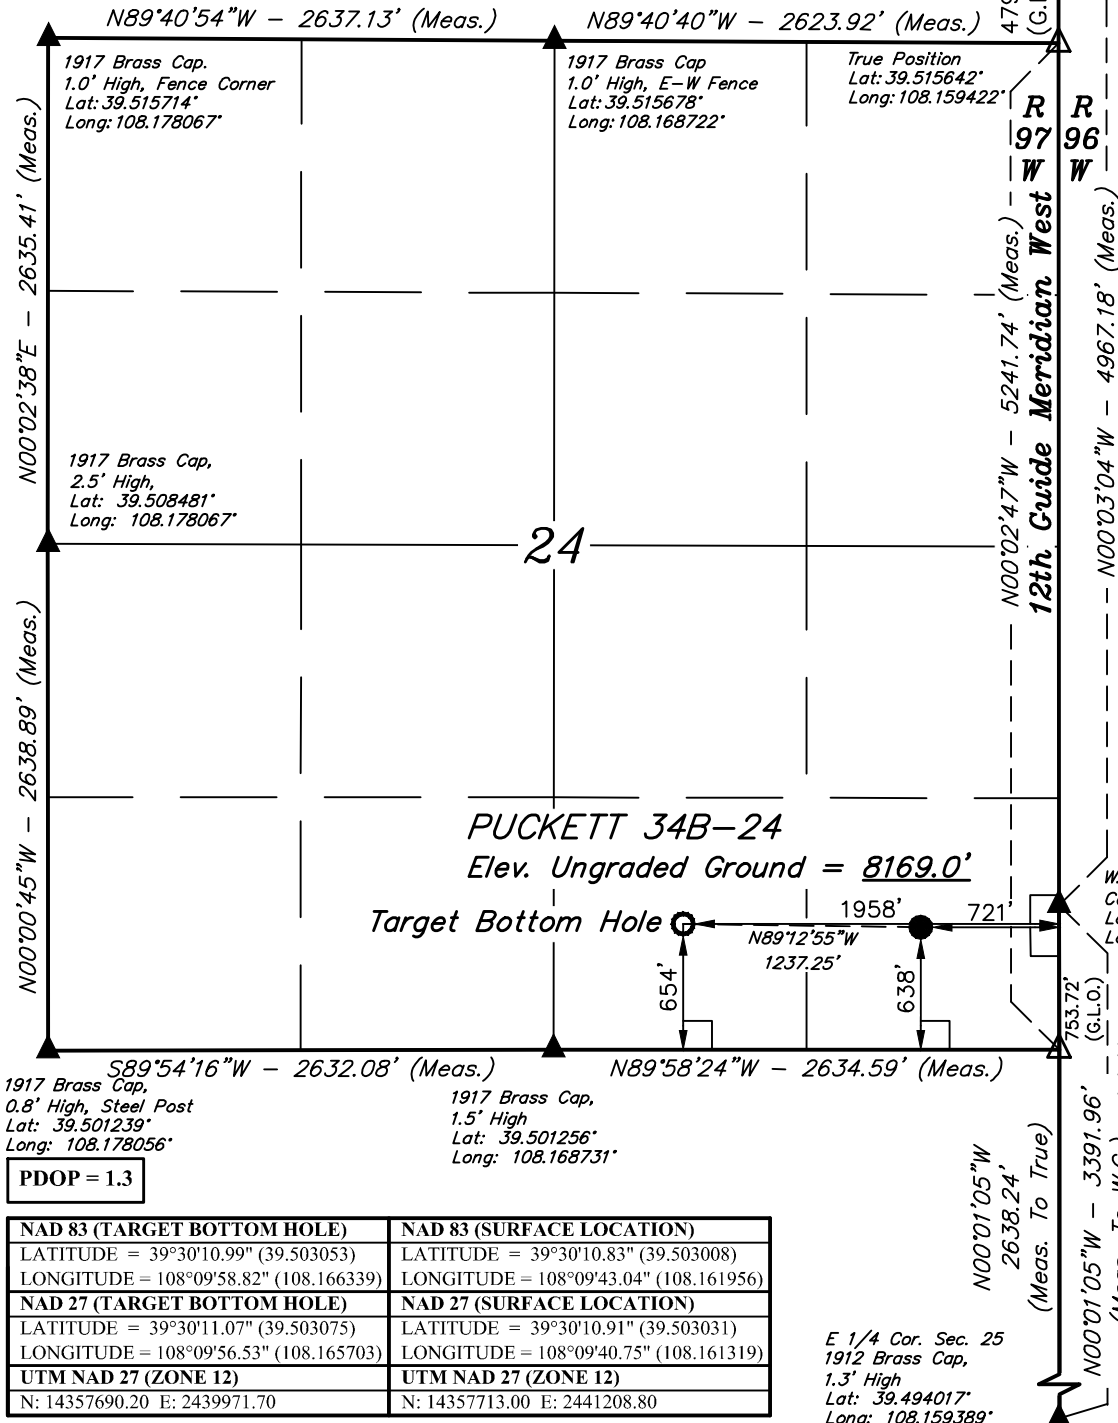 N89°40'54"W – 2637.13' (Meas.)
N89°40'40"W – 2623.92' (Meas.)
479
(G.L
1917 Brass Cap.
1.0' High, Fence Corner
Lat: 39.515714°
Long: 108.178067°
1917 Brass Cap
1.0' High, E–W Fence
Lat: 39.515678°
Long: 108.168722°
True Position
Lat: 39.515642°
Long: 108.159422°
R R
97 96
W W
N00°02'38"E – 2635.41' (Meas.)
N00°02'47"W – 5241.74' (Meas.)
12th Guide Meridian West
N00°03'04"W – 4967.18' (Meas.)
1917 Brass Cap,
2.5' High,
Lat: 39.508481°
Long: 108.178067°
24
N00°00'45"W – 2638.89' (Meas.)
PUCKETT 34B–24
Elev. Ungraded Ground = 8169.0'
Target Bottom Hole
1958'
721'
N89°12'55"W
1237.25'
654'
638'
753.72'
(G.L.O.)
S89°54'16"W – 2632.08' (Meas.)
N89°58'24"W – 2634.59' (Meas.)
1917 Brass Cap,
0.8' High, Steel Post
Lat: 39.501239°
Long: 108.178056°
1917 Brass Cap,
1.5' High
Lat: 39.501256°
Long: 108.168731°
N00°01'05"W
2638.24'
(Meas. To True)
N00°01'05"W – 3391.96'
PDOP = 1.3
NAD 83 (TARGET BOTTOM HOLE) NAD 83 (SURFACE LOCATION)
LATITUDE = 39°30'10.99" (39.503053) LATITUDE = 39°30'10.83" (39.503008)
LONGITUDE = 108°09'58.82" (108.166339) LONGITUDE = 108°09'43.04" (108.161956)
NAD 27 (TARGET BOTTOM HOLE) NAD 27 (SURFACE LOCATION)
LATITUDE = 39°30'11.07" (39.503075) LATITUDE = 39°30'10.91" (39.503031)
LONGITUDE = 108°09'56.53" (108.165703) LONGITUDE = 108°09'40.75" (108.161319)
UTM NAD 27 (ZONE 12) UTM NAD 27 (ZONE 12)
N: 14357690.20 E: 2439971.70 N: 14357713.00 E: 2441208.80
E 1/4 Cor. Sec. 25
1912 Brass Cap,
1.3' High
Lat: 39.494017°
Long: 108.159389°